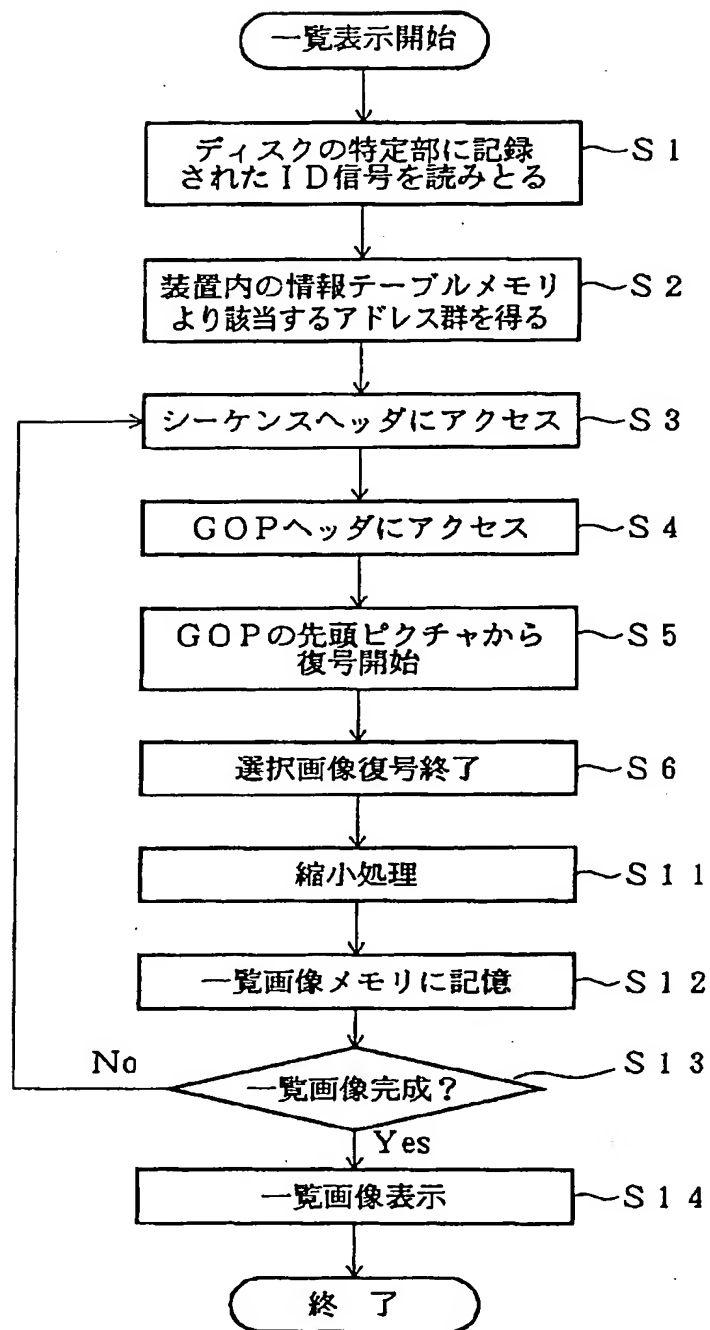 一覧表示開始
ディスクの特定部に記録
されたＩＤ信号を読みとる
Ｓ１
装置内の情報テーブルメモリ
より該当するアドレス群を得る
Ｓ２
シーケンスヘッダにアクセス
Ｓ３
ＧＯＰヘッダにアクセス
Ｓ４
ＧＯＰの先頭ピクチャから
復号開始
Ｓ５
選択画像復号終了
Ｓ６
縮小処理
Ｓ１１
一覧画像メモリに記憶
Ｓ１２
No
一覧画像完成？
Ｓ１３
Yes
一覧画像表示
Ｓ１４
終 了